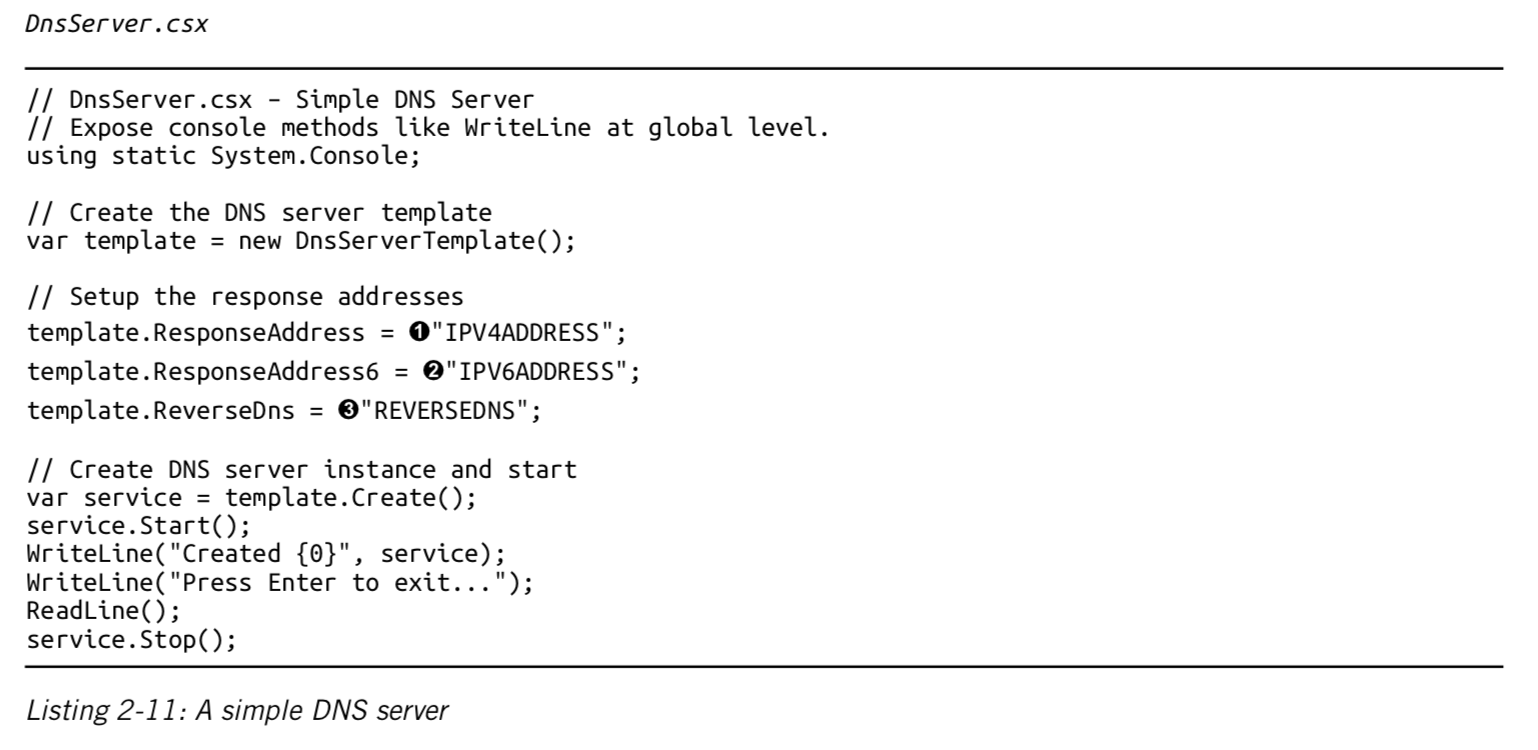 DnsServer.csx
// DnsServer.csx – Simple DNS Server
// Expose console methods like WriteLine at global level.
using static System.Console;
// Create the DNS server template
var template = new DnsServerTemplate();
// Setup the response addresses
template.ResponseAddress = ❶"IPV4ADDRESS";
template.ResponseAddress6 = ❷"IPV6ADDRESS";
template.ReverseDns = ❸"REVERSEDNS";
// Create DNS server instance and start
var service = template.Create();
service.Start();
WriteLine("Created {0}", service);
WriteLine("Press Enter to exit...");
ReadLine();
service.Stop();
Listing 2-11: A simple DNS server